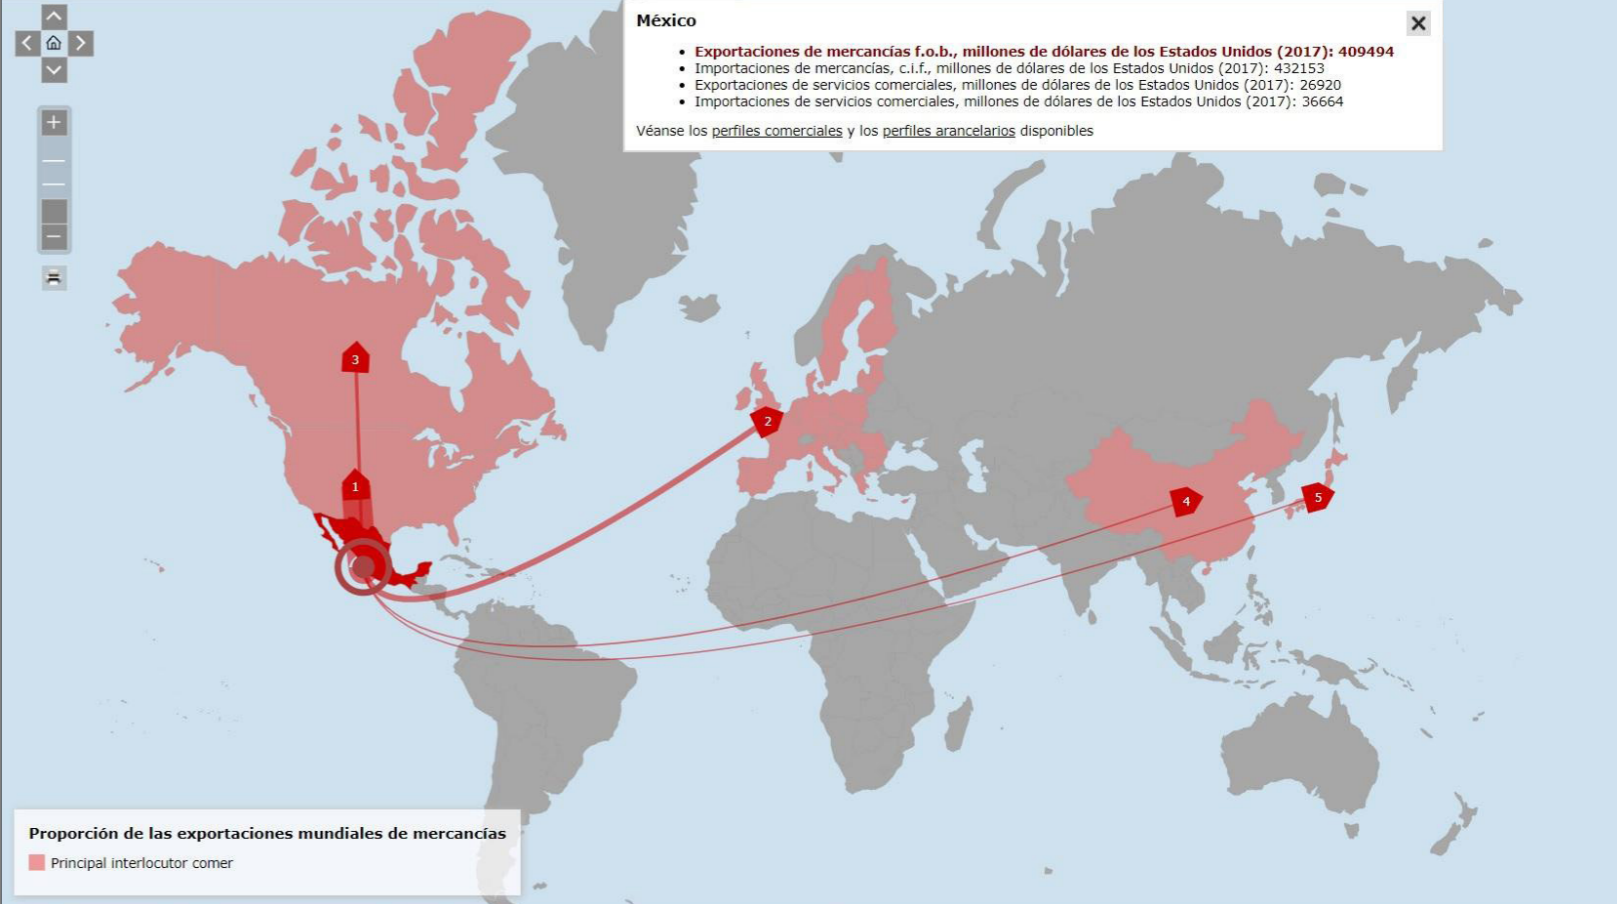 México
Exportaciones de mercancías f.o.b., millones de dólares de los Estados Unidos (2017): 409494
Importaciones de mercancías, c.i.f., millones de dólares de los Estados Unidos (2017): 432153
Exportaciones de servicios comerciales, millones de dólares de los Estados Unidos (2017): 26920
Importaciones de servicios comerciales, millones de dólares de los Estados Unidos (2017): 36664
Véanse los perfiles comerciales y los perfiles arancelarios disponibles
3
2
1
4
5
Proporción de las exportaciones mundiales de mercancías
Principal interlocutor comer